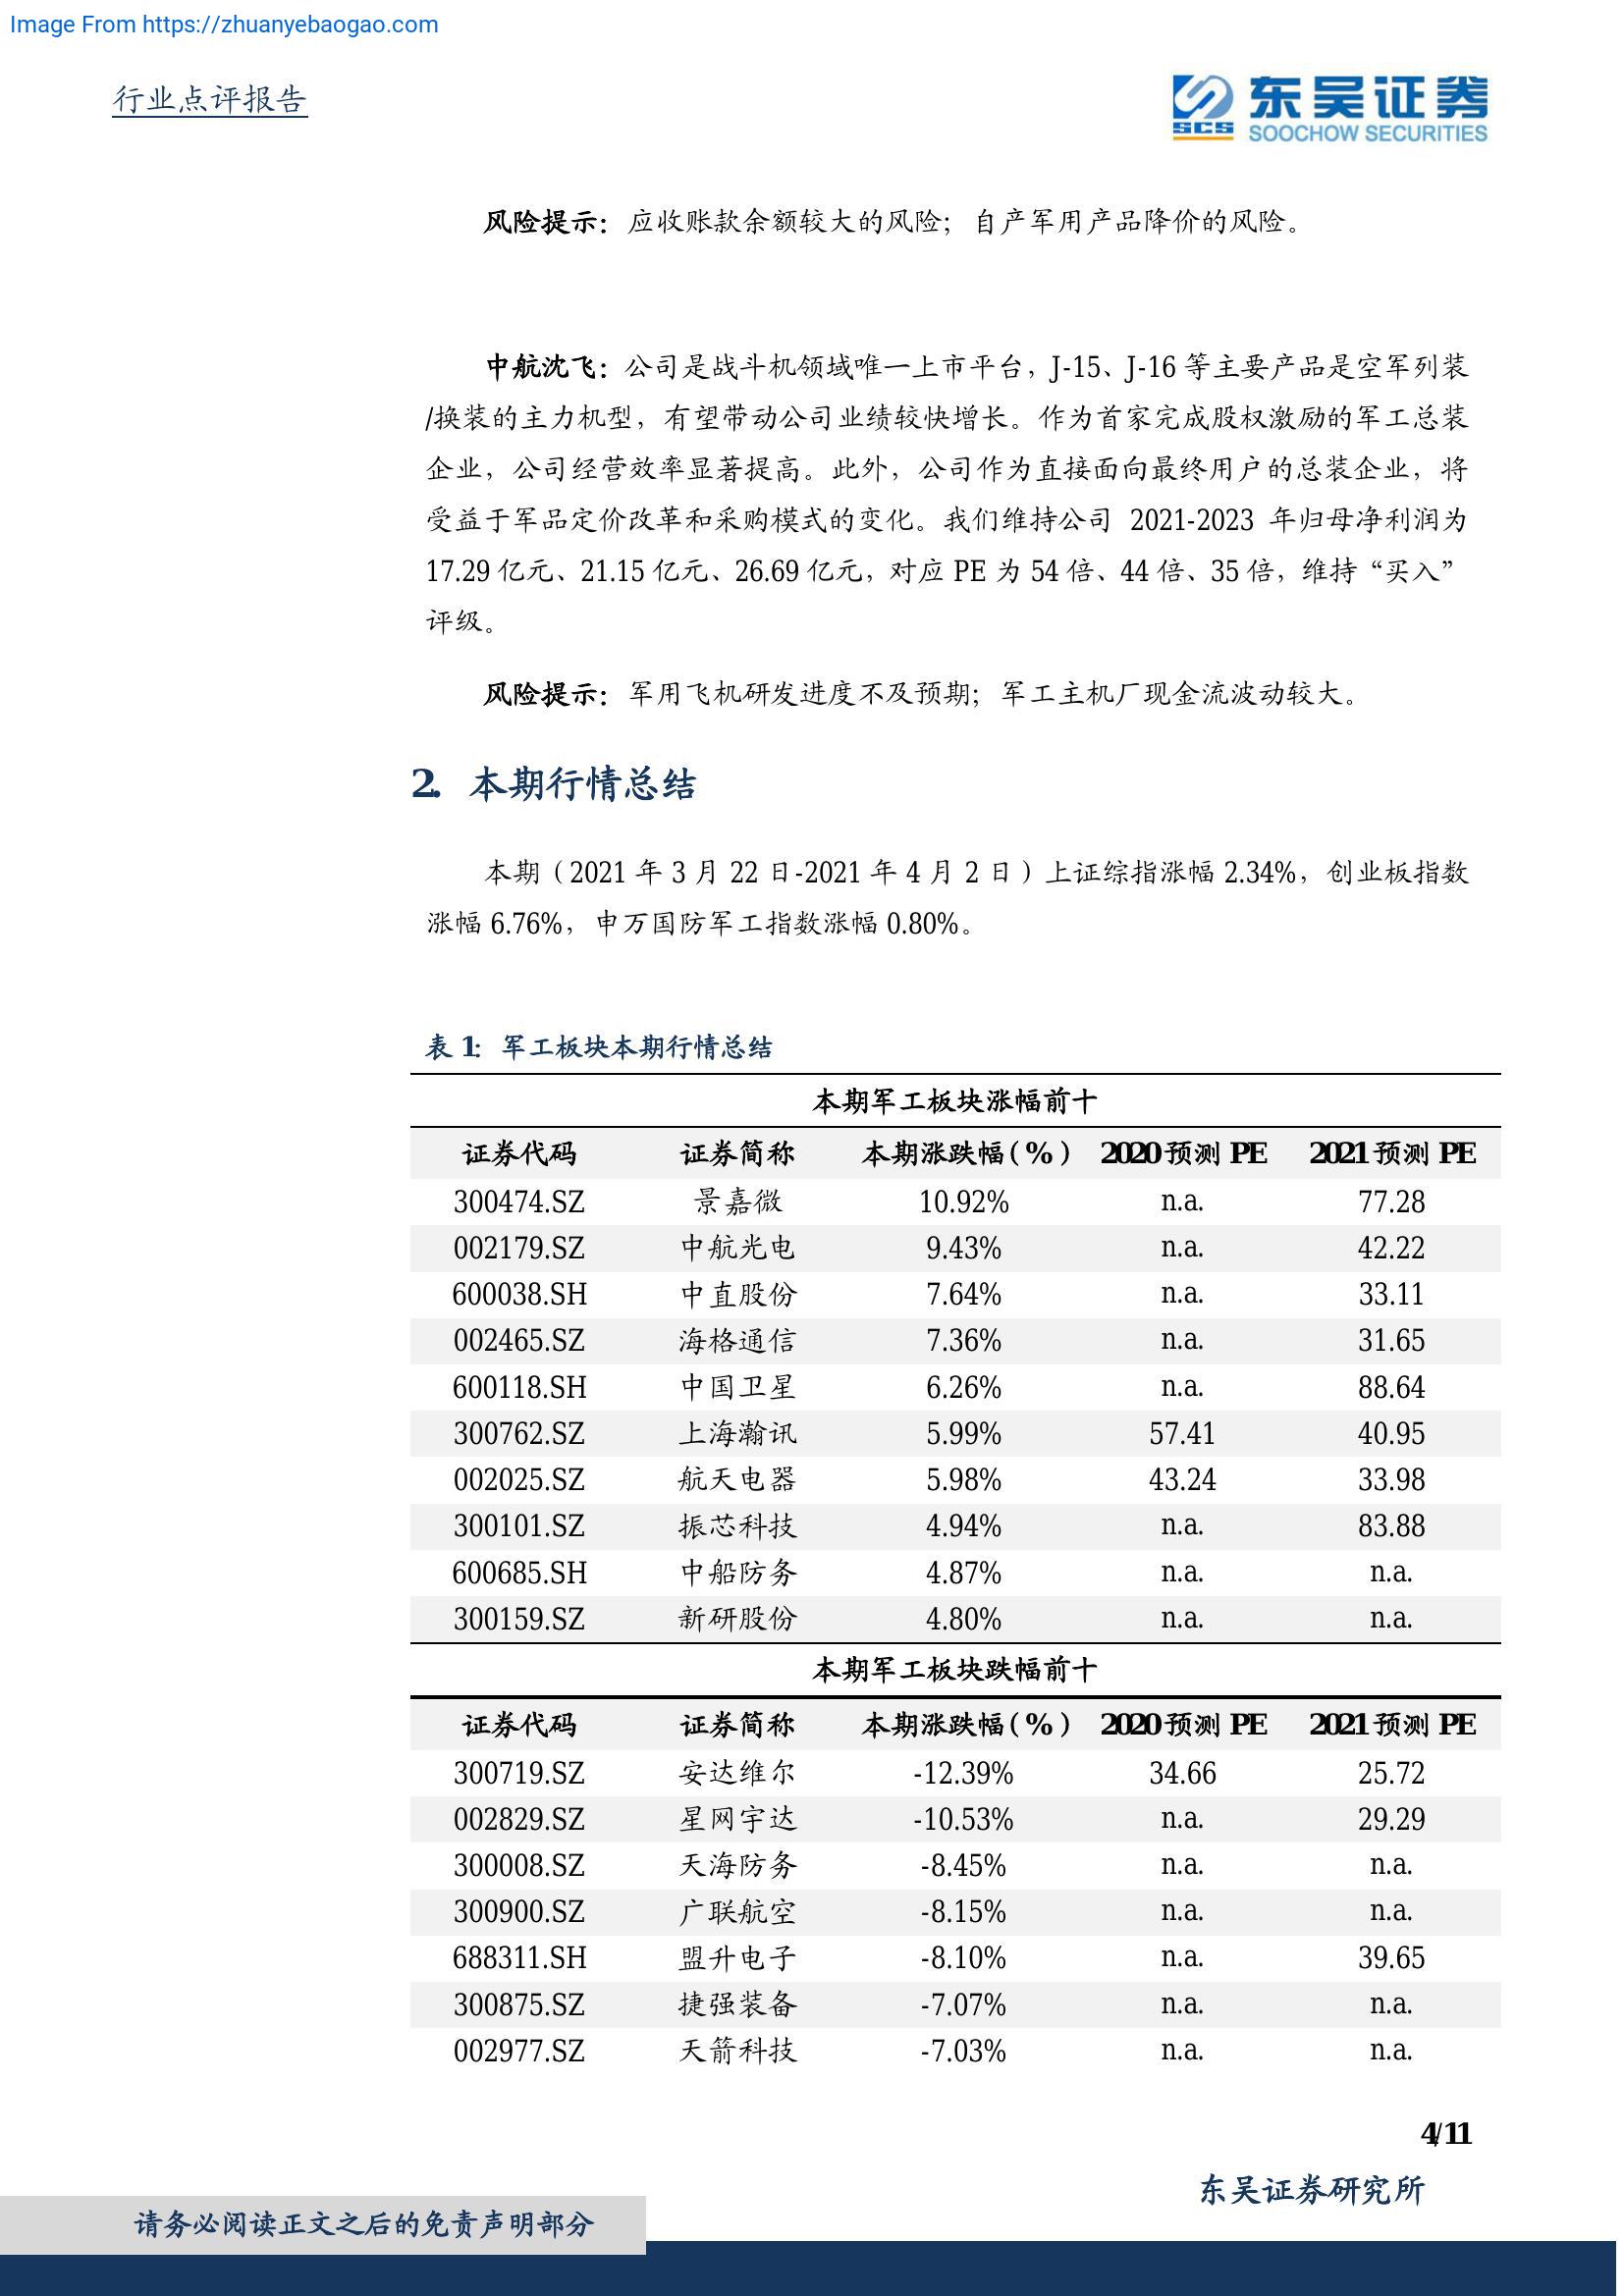 Image From https://zhuanyebaogao.com
行业点评报告
东吴证券
SCS
SOOCHOW SECURITIES
风险提示：应收账款余额较大的风险；自产军用产品降价的风险。
中航沈飞：公司是战斗机领域唯一上市平台，J-15、J-16 等主要产品是空军列装
/换装的主力机型，有望带动公司业绩较快增长。作为首家完成股权激励的军工总装
企业，公司经营效率显著提高。此外，公司作为直接面向最终用户的总装企业，将
受益于军品定价改革和采购模式的变化。我们维持公司 2021-2023 年归母净利润为
17.29 亿元、21.15 亿元、26.69 亿元，对应 PE 为 54 倍、44 倍、35 倍，维持“买入”
评级。
风险提示：军用飞机研发进度不及预期；军工主机厂现金流波动较大。
2. 本期行情总结
本期（2021 年 3 月 22 日-2021 年 4 月 2 日）上证综指涨幅 2.34%，创业板指数
涨幅 6.76%，申万国防军工指数涨幅 0.80%。
表 1：军工板块本期行情总结
本期军工板块涨幅前十
证券代码 证券简称 本期涨跌幅（%） 2020 预测 PE 2021 预测 PE
300474.SZ 景嘉微 10.92% n.a. 77.28
002179.SZ 中航光电 9.43% n.a. 42.22
600038.SH 中直股份 7.64% n.a. 33.11
002465.SZ 海格通信 7.36% n.a. 31.65
600118.SH 中国卫星 6.26% n.a. 88.64
300762.SZ 上海瀚讯 5.99% 57.41 40.95
002025.SZ 航天电器 5.98% 43.24 33.98
300101.SZ 振芯科技 4.94% n.a. 83.88
600685.SH 中船防务 4.87% n.a. n.a.
300159.SZ 新研股份 4.80% n.a. n.a.
本期军工板块跌幅前十
证券代码 证券简称 本期涨跌幅（%） 2020 预测 PE 2021 预测 PE
300719.SZ 安达维尔 -12.39% 34.66 25.72
002829.SZ 星网宇达 -10.53% n.a. 29.29
300008.SZ 天海防务 -8.45% n.a. n.a.
300900.SZ 广联航空 -8.15% n.a. n.a.
688311.SH 盟升电子 -8.10% n.a. 39.65
300875.SZ 捷强装备 -7.07% n.a. n.a.
002977.SZ 天箭科技 -7.03% n.a. n.a.
4/11
东吴证券研究所
请务必阅读正文之后的免责声明部分